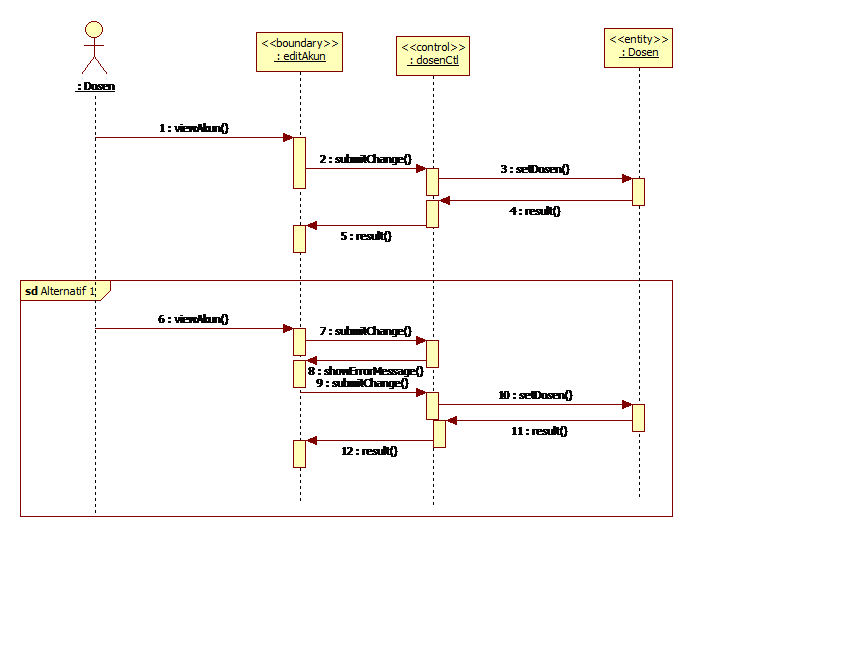 <<boundary>>
: editAkun
<<control>>
: dosenCtl
<<entity>>
: Dosen
: Dosen
1 : viewAkun()
2 : submitChange()
3 : setDosen()
4 : result()
5 : result()
sd Alternatif 1
6 : viewAkun()
7 : submitChange()
8 : showErrorMessage()
9 : submitChange()
10 : setDosen()
11 : result()
12 : result()